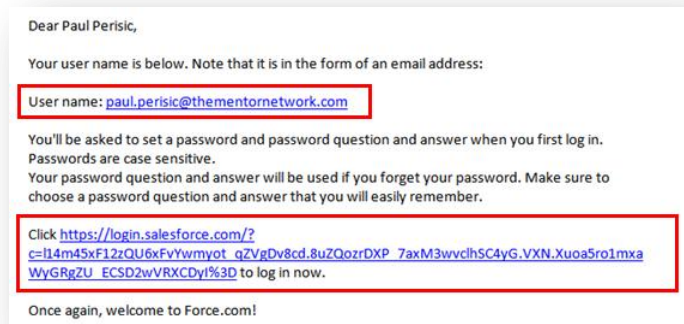 Dear Paul Perisic,
Your user name is below. Note that it is in the form of an email address:
User name: paul.perisic@thementornetwork.com
You'll be asked to set a password and password question and answer when you first log in.
Passwords are case sensitive.
Your password question and answer will be used if you forget your password. Make sure to
choose a password question and answer that you will easily remember.
Click https://login.salesforce.com/?
c=l14m45xF12zQU6xFvYwmyot_qZVgDv8cd.8uZQozrDXP_7axM3wvclhSC4yG.VXN.Xuoa5ro1mxa
WyGRgZU_ECSD2wVRXCDyI%3D to log in now.
Once again, welcome to Force.com!